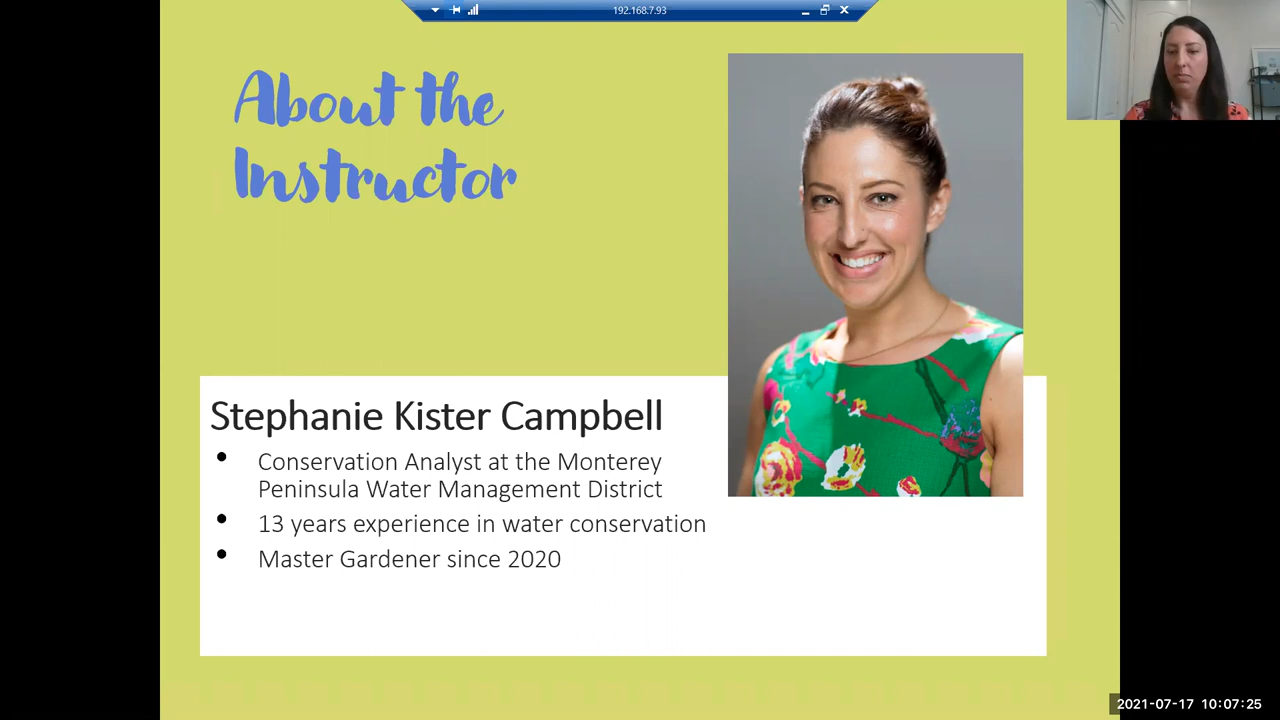 192.168.7.93
About the
Instructor
Stephanie Kister Campbell
• Conservation Analyst at the Monterey
Peninsula Water Management District
• 13 years experience in water conservation
• Master Gardener since 2020
2021-07-17 10:07:25